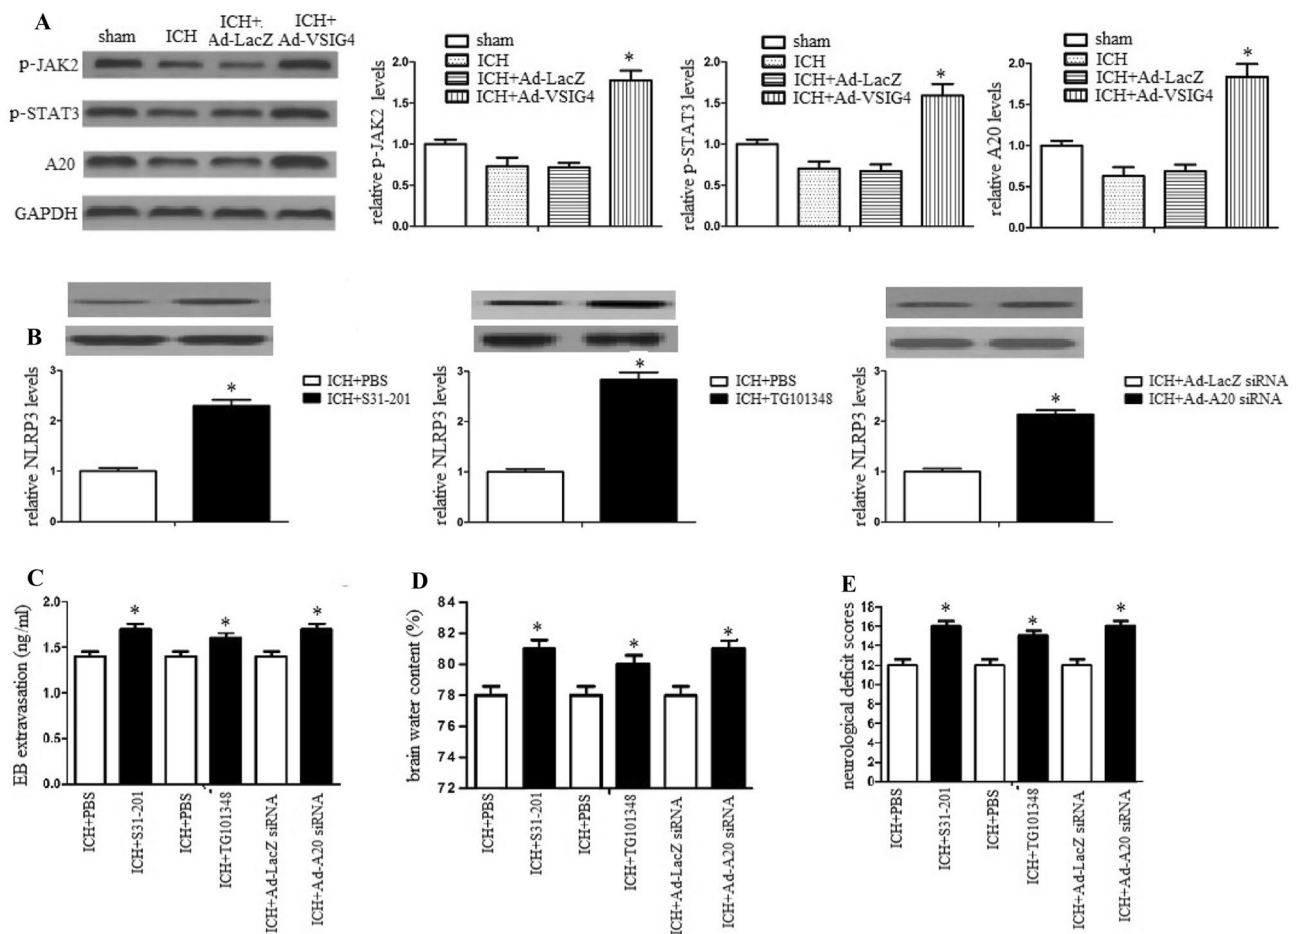 A
sham
ICH
ICH+.
Ad-LacZ
ICH+
Ad-VSIG4
p-JAK2
p-STAT3
A20
GAPDH
relative p-JAK2 levels
2.0
1.5
1.0
0.5
0.0
sham
ICH
ICH+Ad-LacZ
ICH+Ad-VSIG4
*
relative p-STAT3 levels
2.0
1.5
1.0
0.5
0.0
sham
ICH
ICH+Ad-LacZ
ICH+Ad-VSIG4
*
relative A20 levels
2.0
1.5
1.0
0.5
0.0
sham
ICH
ICH+Ad-LacZ
ICH+Ad-VSIG4
*
B
relative NLRP3 levels
3
2
1
0
*
ICH+PBS
ICH+S31-201
relative NLRP3 levels
3
2
1
0
*
ICH+PBS
ICH+TG101348
relative NLRP3 levels
3
2
1
0
*
ICH+Ad-LacZ siRNA
ICH+Ad-A20 siRNA
C
EB extravasation (ng/ml)
2.0
1.5
1.0
0.5
0.0
*
*
*
ICH+PBS
ICH+S31-201
ICH+PBS
ICH+TG101348
ICH+Ad-LacZ siRNA
ICH+Ad-A20 siRNA
D
brain water content (%)
84
82
80
78
76
74
72
*
*
*
ICH+PBS
ICH+S31-201
ICH+PBS
ICH+TG101348
ICH+Ad-LacZ siRNA
ICH+Ad-A20 siRNA
E
neurological deficit scores
18
16
14
12
10
8
6
4
2
0
*
*
*
ICH+PBS
ICH+S31-201
ICH+PBS
ICH+TG101348
ICH+Ad-LacZ siRNA
ICH+Ad-A20 siRNA